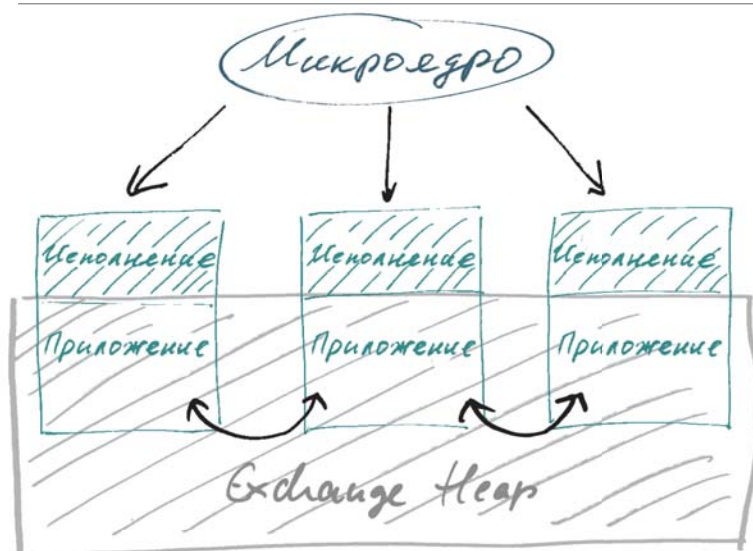 Микроядро
Исполнение Исполнение Исполнение
Приложение Приложение Приложение
Exchange Heap